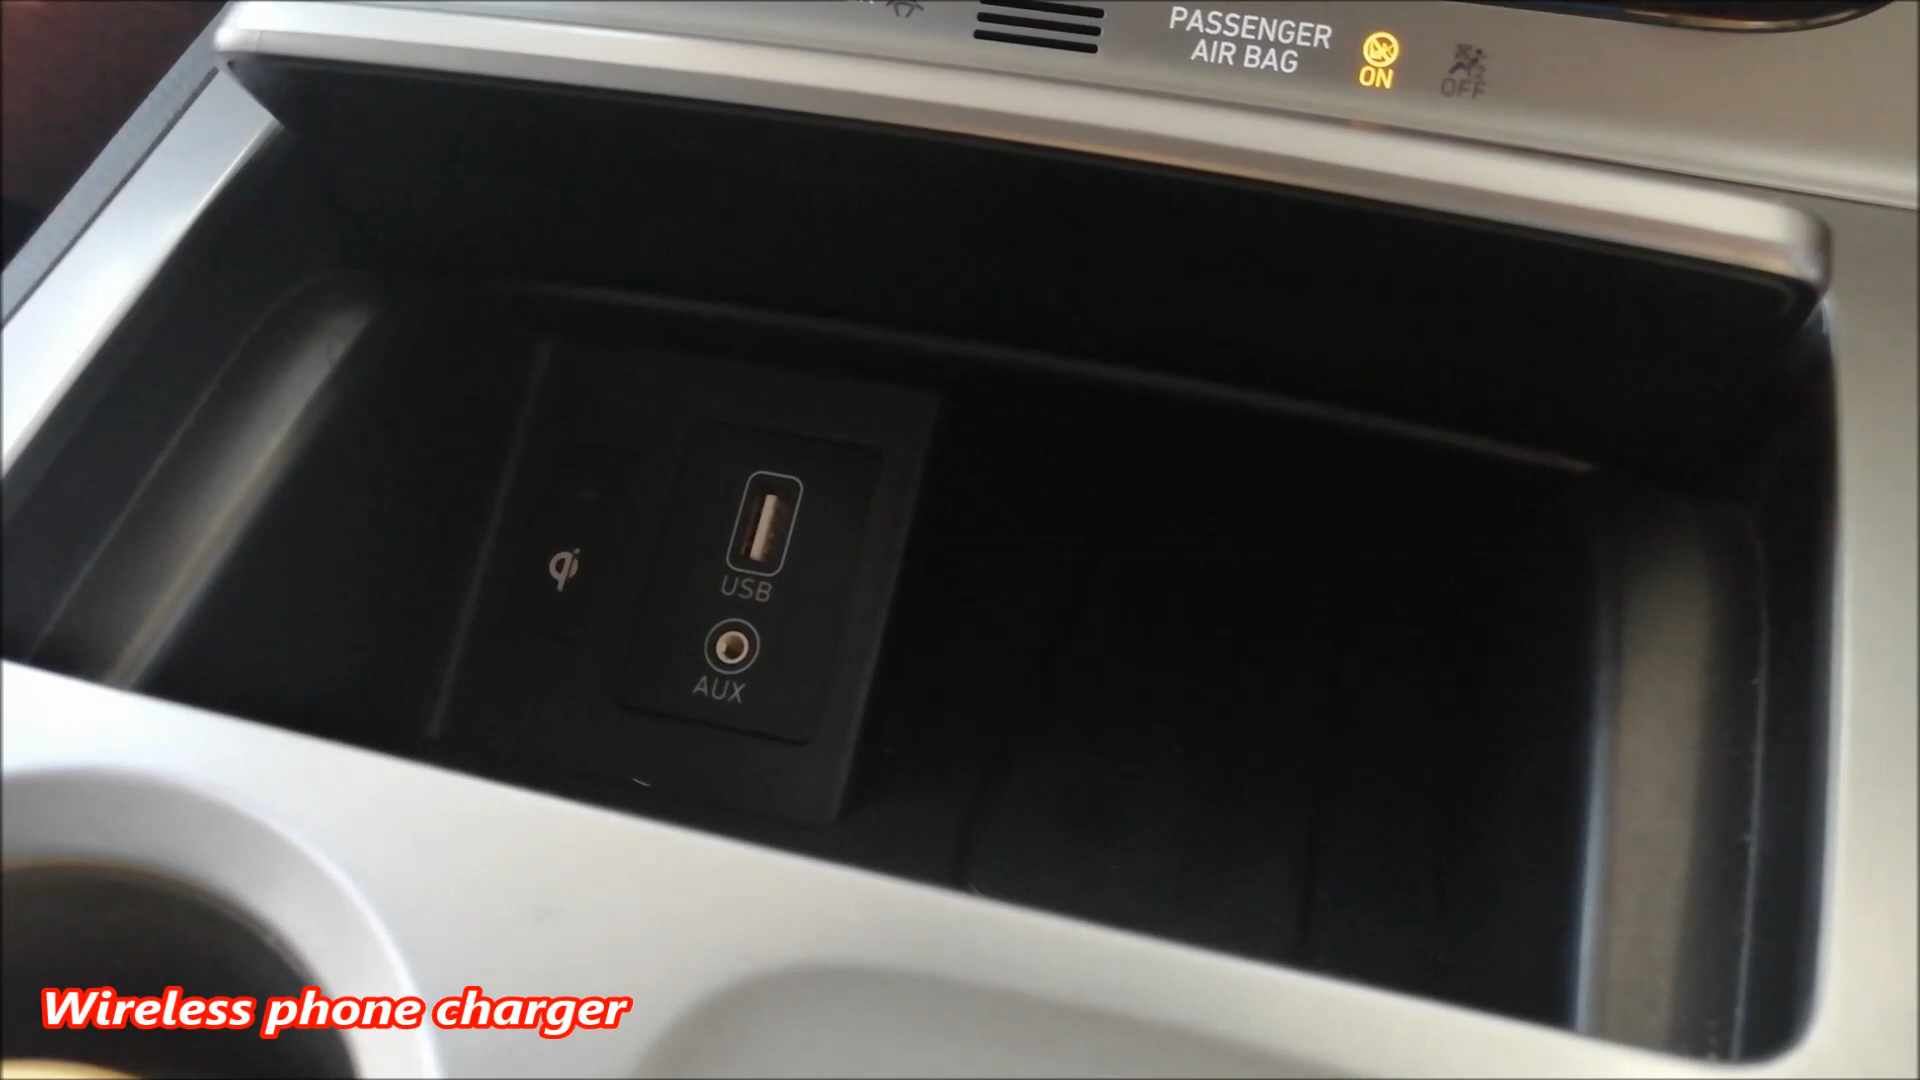 PASSENGER
AIR BAG
ON
OFF
qi
USB
AUX
Wireless phone charger